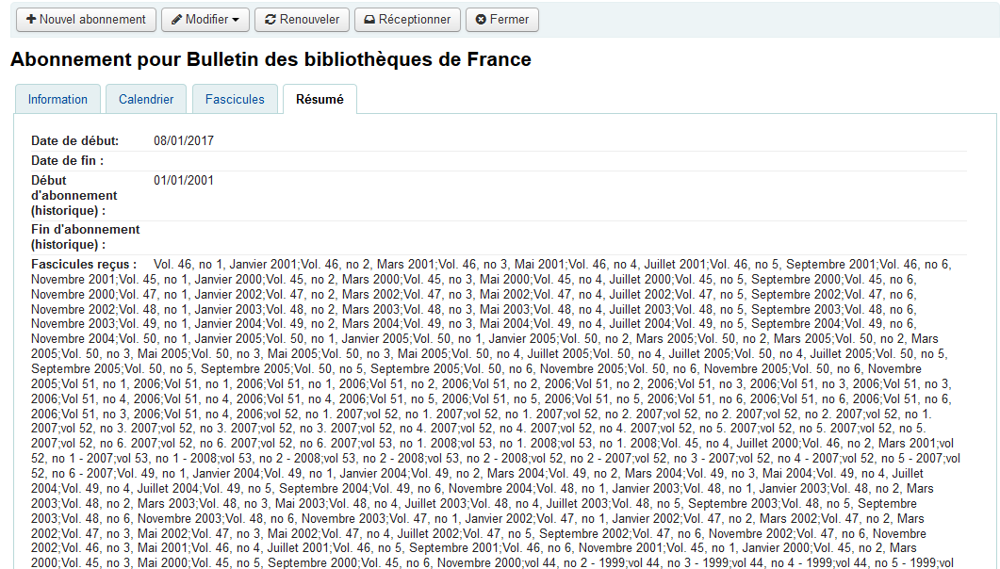 Nouvel abonnement Modifier Renouveler Réceptionner Fermer
Abonnement pour Bulletin des bibliothèques de France
Information Calendrier Fascicules Résumé
Date de début: 08/01/2017
Date de fin :
Début 01/01/2001
d'abonnement
(historique) :
Fin d'abonnement
(historique) :
Fascicules reçus : Vol. 46, no 1, Janvier 2001;Vol. 46, no 2, Mars 2001;Vol. 46, no 3, Mai 2001;Vol. 46, no 4, Juillet 2001;Vol. 46, no 5, Septembre 2001;Vol. 46, no 6,
Novembre 2001;Vol. 45, no 1, Janvier 2000;Vol. 45, no 2, Mars 2000;Vol. 45, no 3, Mai 2000;Vol. 45, no 4, Juillet 2000;Vol. 45, no 5, Septembre 2000;Vol. 45, no 6,
Novembre 2000;Vol. 47, no 1, Janvier 2002;Vol. 47, no 2, Mars 2002;Vol. 47, no 3, Mai 2002;Vol. 47, no 4, Juillet 2002;Vol. 47, no 5, Septembre 2002;Vol. 47, no 6,
Novembre 2002;Vol. 48, no 1, Janvier 2003;Vol. 48, no 2, Mars 2003;Vol. 48, no 3, Mai 2003;Vol. 48, no 4, Juillet 2003;Vol. 48, no 5, Septembre 2003;Vol. 48, no 6,
Novembre 2003;Vol. 49, no 1, Janvier 2004;Vol. 49, no 2, Mars 2004;Vol. 49, no 3, Mai 2004;Vol. 49, no 4, Juillet 2004;Vol. 49, no 5, Septembre 2004;Vol. 49, no 6,
Novembre 2004;Vol. 50, no 1, Janvier 2005;Vol. 50, no 1, Janvier 2005;Vol. 50, no 1, Janvier 2005;Vol. 50, no 2, Mars 2005;Vol. 50, no 2, Mars 2005;Vol. 50, no 2, Mars
2005;Vol. 50, no 3, Mai 2005;Vol. 50, no 3, Mai 2005;Vol. 50, no 3, Mai 2005;Vol. 50, no 4, Juillet 2005;Vol. 50, no 4, Juillet 2005;Vol. 50, no 4, Juillet 2005;Vol. 50, no 5,
Septembre 2005;Vol. 50, no 5, Septembre 2005;Vol. 50, no 5, Septembre 2005;Vol. 50, no 6, Novembre 2005;Vol. 50, no 6, Novembre 2005;Vol. 50, no 6, Novembre
2005;Vol 51, no 1, 2006;Vol 51, no 1, 2006;Vol 51, no 1, 2006;Vol 51, no 2, 2006;Vol 51, no 2, 2006;Vol 51, no 2, 2006;Vol 51, no 3, 2006;Vol 51, no 3, 2006;Vol 51, no 3,
2006;Vol 51, no 4, 2006;Vol 51, no 4, 2006;Vol 51, no 4, 2006;Vol 51, no 5, 2006;Vol 51, no 5, 2006;Vol 51, no 5, 2006;Vol 51, no 6, 2006;Vol 51, no 6, 2006;Vol 51, no 6,
2006;Vol 51, no 3, 2006;Vol 51, no 4, 2006;vol 52, no 1. 2007;vol 52, no 1. 2007;vol 52, no 1. 2007;vol 52, no 2. 2007;vol 52, no 2. 2007;vol 52, no 2. 2007;vol 52, no 1.
2007;vol 52, no 3. 2007;vol 52, no 3. 2007;vol 52, no 3. 2007;vol 52, no 4. 2007;vol 52, no 4. 2007;vol 52, no 4. 2007;vol 52, no 5. 2007;vol 52, no 5. 2007;vol 52, no 5.
2007;vol 52, no 6. 2007;vol 52, no 6. 2007;vol 52, no 6. 2007;vol 53, no 1. 2008;vol 53, no 1. 2008;vol 53, no 1. 2008;Vol. 45, no 4, Juillet 2000;Vol. 46, no 2, Mars 2001;vol
52, no 1 - 2007;vol 53, no 1 - 2008;vol 53, no 2 - 2008;vol 53, no 2 - 2008;vol 53, no 2 - 2008;vol 52, no 2 - 2007;vol 52, no 3 - 2007;vol 52, no 4 - 2007;vol 52, no 5 - 2007;vol
52, no 6 - 2007;Vol. 49, no 1, Janvier 2004;Vol. 49, no 1, Janvier 2004;Vol. 49, no 2, Mars 2004;Vol. 49, no 2, Mars 2004;Vol. 49, no 3, Mai 2004;Vol. 49, no 4, Juillet
2004;Vol. 49, no 4, Juillet 2004;Vol. 49, no 5, Septembre 2004;Vol. 49, no 6, Novembre 2004;Vol. 48, no 1, Janvier 2003;Vol. 48, no 1, Janvier 2003;Vol. 48, no 2, Mars
2003;Vol. 48, no 2, Mars 2003;Vol. 48, no 3, Mai 2003;Vol. 48, no 4, Juillet 2003;Vol. 48, no 4, Juillet 2003;Vol. 48, no 5, Septembre 2003;Vol. 48, no 5, Septembre
2003;Vol. 48, no 6, Novembre 2003;Vol. 48, no 6, Novembre 2003;Vol. 47, no 1, Janvier 2002;Vol. 47, no 1, Janvier 2002;Vol. 47, no 2, Mars 2002;Vol. 47, no 2, Mars
2002;Vol. 47, no 3, Mai 2002;Vol. 47, no 3, Mai 2002;Vol. 47, no 4, Juillet 2002;Vol. 47, no 5, Septembre 2002;Vol. 47, no 6, Novembre 2002;Vol. 47, no 6, Novembre
2002;Vol. 46, no 3, Mai 2001;Vol. 46, no 4, Juillet 2001;Vol. 46, no 5, Septembre 2001;Vol. 46, no 6, Novembre 2001;Vol. 45, no 1, Janvier 2000;Vol. 45, no 2, Mars
2000;Vol. 45, no 3, Mai 2000;Vol. 45, no 5, Septembre 2000;Vol. 45, no 6, Novembre 2000;vol 44, no 2 - 1999;vol 44, no 3 - 1999;vol 44, no 4 - 1999;vol 44, no 5 - 1999;vol